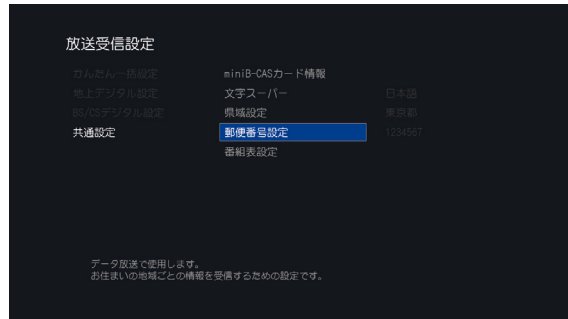 放送受信設定
かんたん一括設定
miniB-CASカード情報
地上デジタル設定
文字スーパー
日本語
BS/CSデジタル設定
県域設定
東京都
共通設定
郵便番号設定
1234567
番組表設定
データ放送で使用します。
お住まいの地域ごとの情報を受信するための設定です。